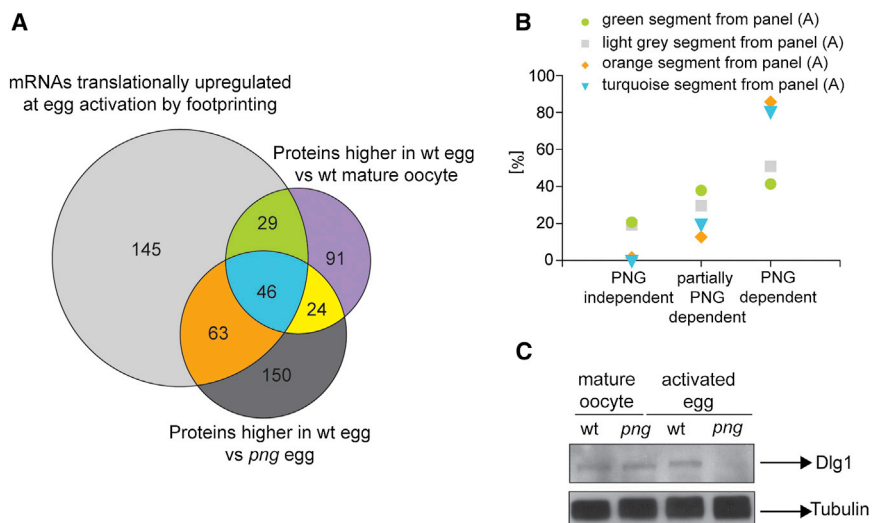 A
mRNAs translationally upregulated
at egg activation by footprinting
Proteins higher in wt egg
vs wt mature oocyte
145
29
91
46
24
63
150
Proteins higher in wt egg
vs png egg
B
green segment from panel (A)
light grey segment from panel (A)
orange segment from panel (A)
turquoise segment from panel (A)
100
80
60
40
20
0
[%]
PNG
independent
partially
PNG
dependent
PNG
dependent
C
mature
oocyte
activated
egg
wt png wt png
Dlg1
Tubulin